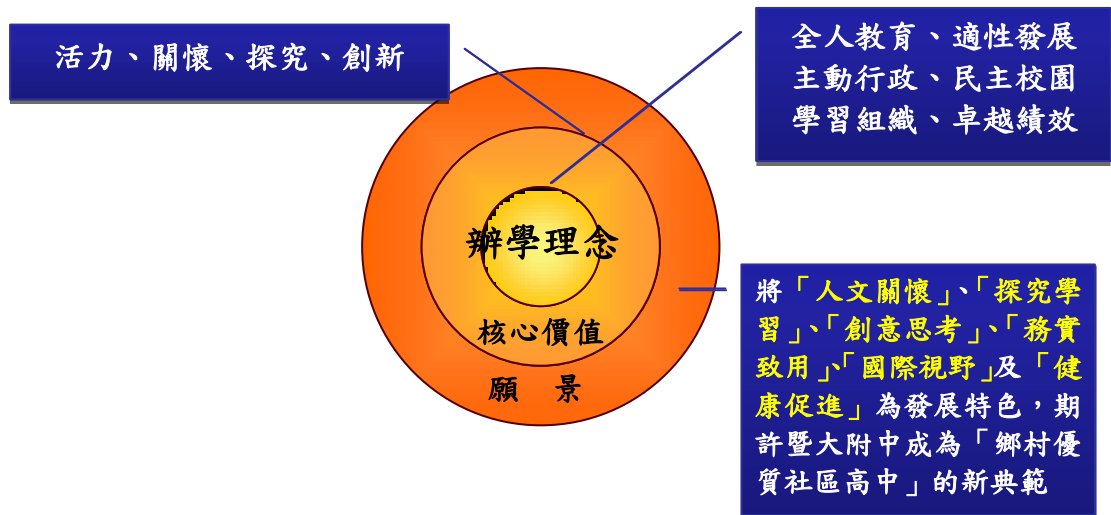 活力、關懷、探究、創新
全人教育、適性發展
主動行政、民主校園
學習組織、卓越績效
辦學理念
核心價值
願 景
將「人文關懷」、「探究學
習」、「創意思考」、「務實
致用」、「國際視野」及「健
康促進」為發展特色，期
許暨大附中成為「鄉村優
質社區高中」的新典範